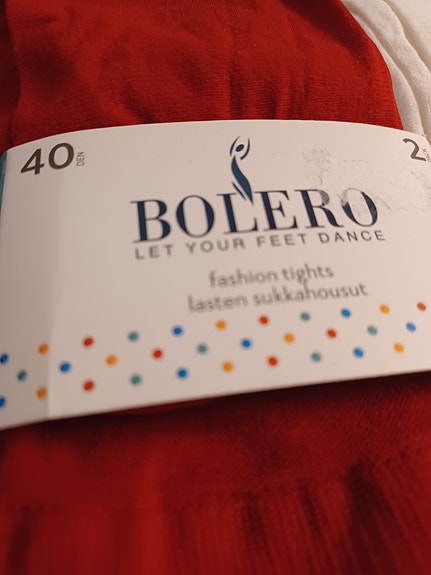 40 DEN
2
BOLERO
LET YOUR FEET DANCE
fashion tights
lasten sukkahousut